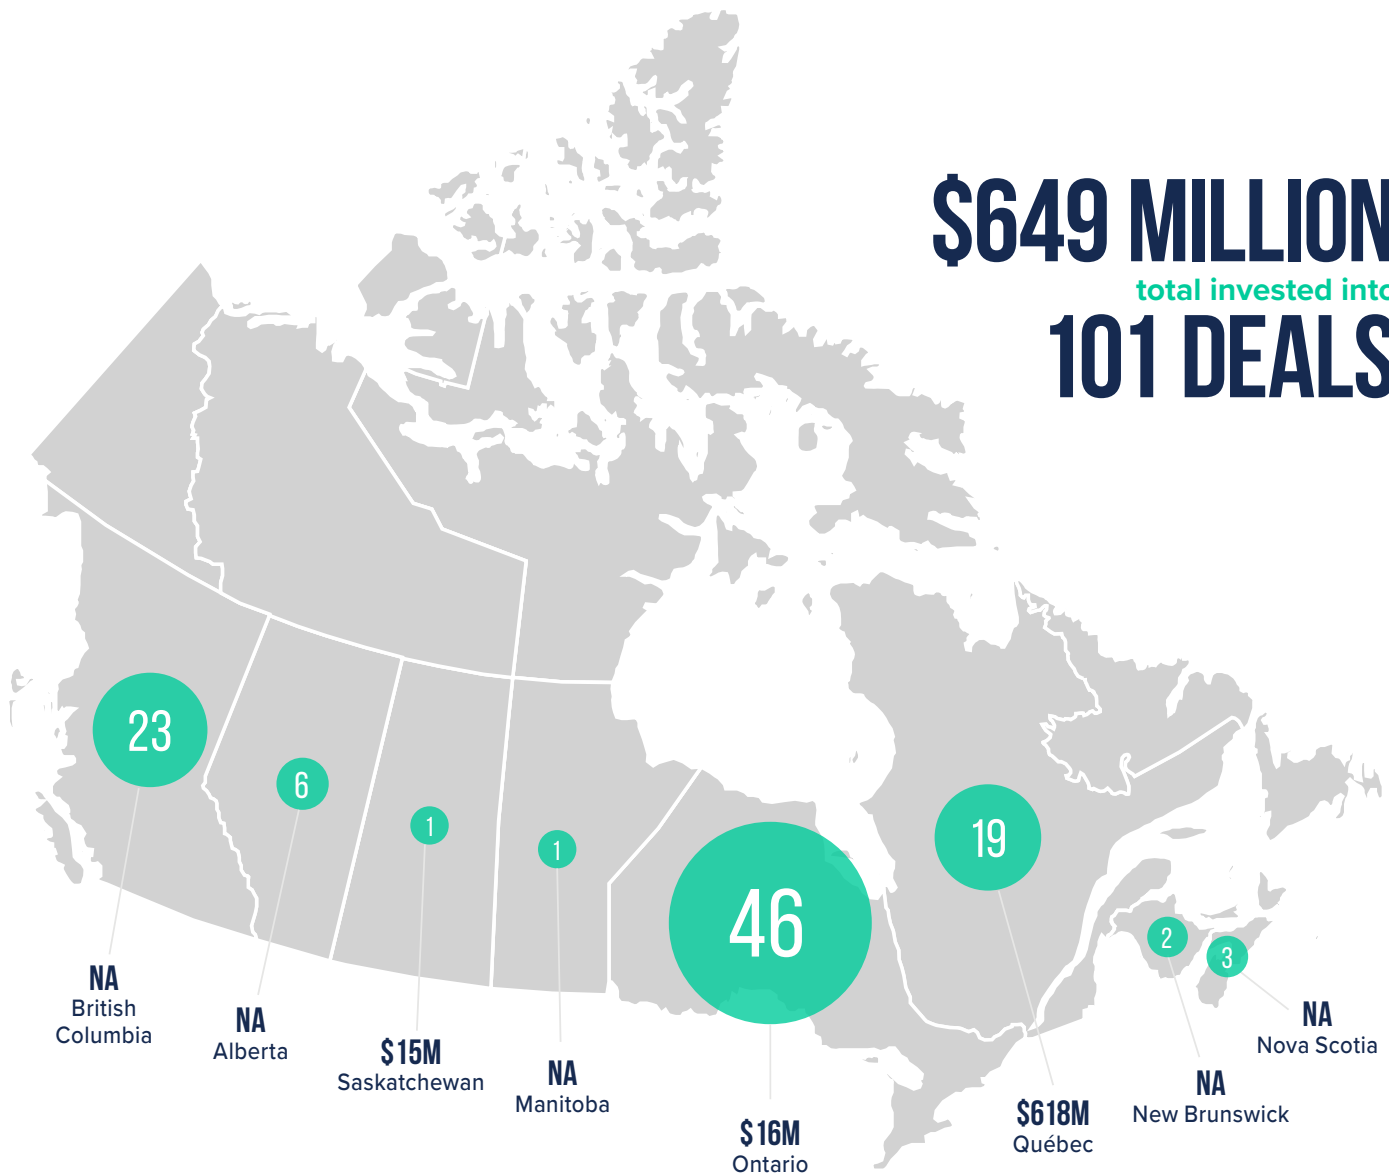 $649 MILLION
total invested into
101 DEALS
23
6
1
1
46
19
2
3
NA
British
Columbia
NA
Alberta
$15M
Saskatchewan
NA
Manitoba
$16M
Ontario
$618M
Québec
NA
New Brunswick
NA
Nova Scotia